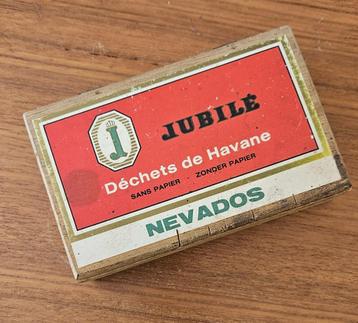 J
JUBILÉ
Déchets de Havane
SANS PAPIER - ZONDER PAPIER
NEVADOS